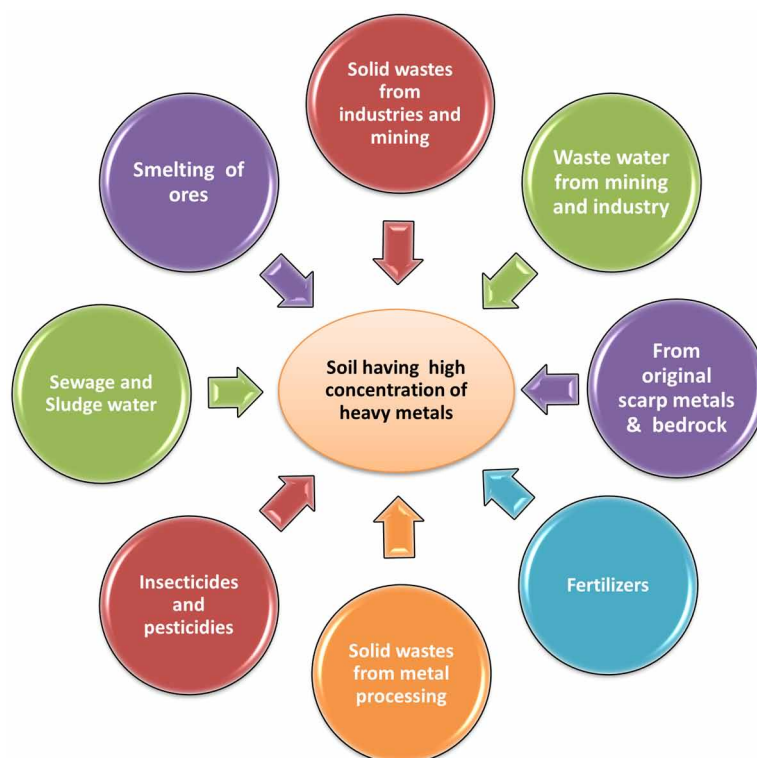 Solid wastes
from
industries and
mining
Waste water
from mining
and industry
From
original
scarp metals
& bedrock
Fertilizers
Solid wastes
from metal
processing
Insecticides
and
pesticidies
Sewage and
Sludge water
Smelting of
ores
Soil having high
concentration of
heavy metals